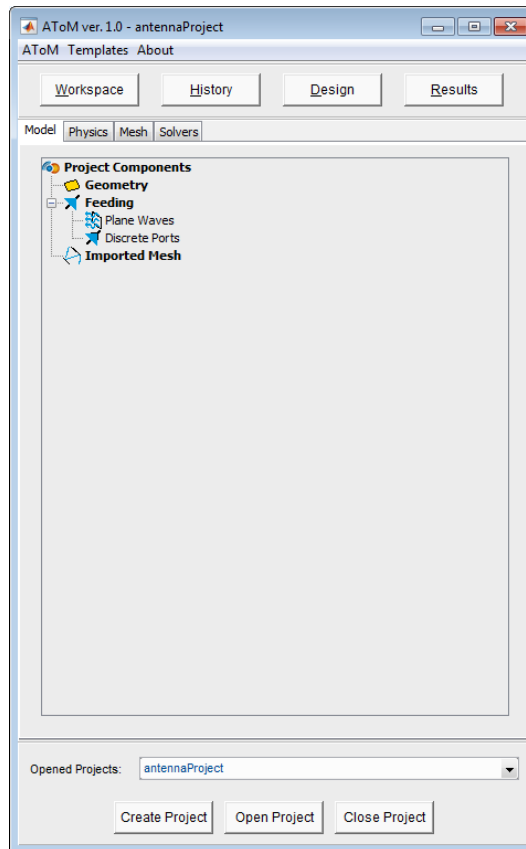 AToM ver. 1.0 - antennaProject
AToM Templates About
Workspace History Design Results
Model Physics Mesh Solvers
Project Components
Geometry
Feeding
Plane Waves
Discrete Ports
Imported Mesh
Opened Projects: antennaProject
Create Project Open Project Close Project